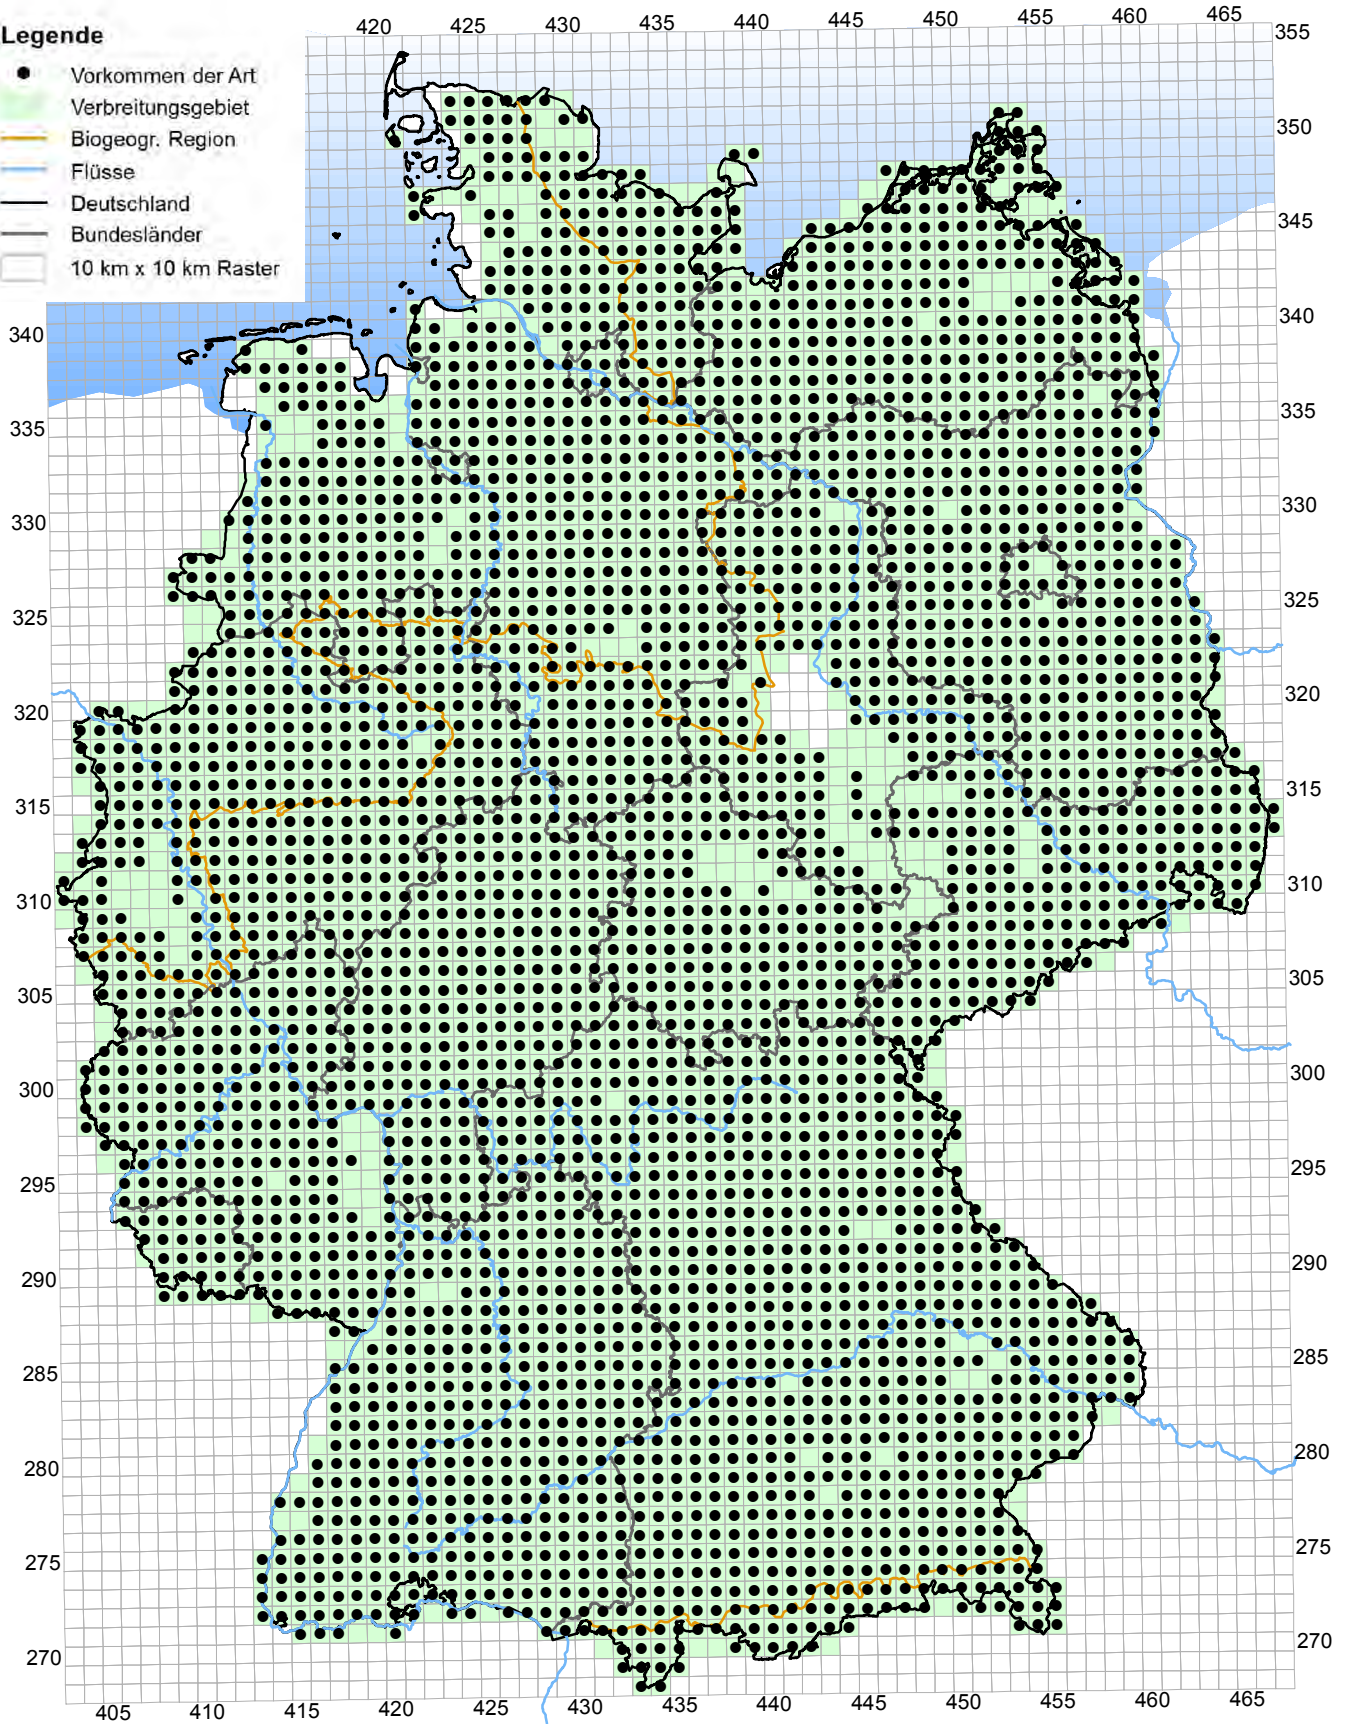 420 425 430 435 440 445 450 455 460 465
Legende
Vorkommen der Art
Verbreitungsgebiet
Biogeogr. Region
Flüsse
Deutschland
Bundesländer
10 km x 10 km Raster
355
350
345
340 340
335 335
330 330
325 325
320 320
315 315
310 310
305 305
300 300
295 295
290 290
285 285
280 280
275 275
270 270
405 410 415 420 425 430 435 440 445 450 455 460 465